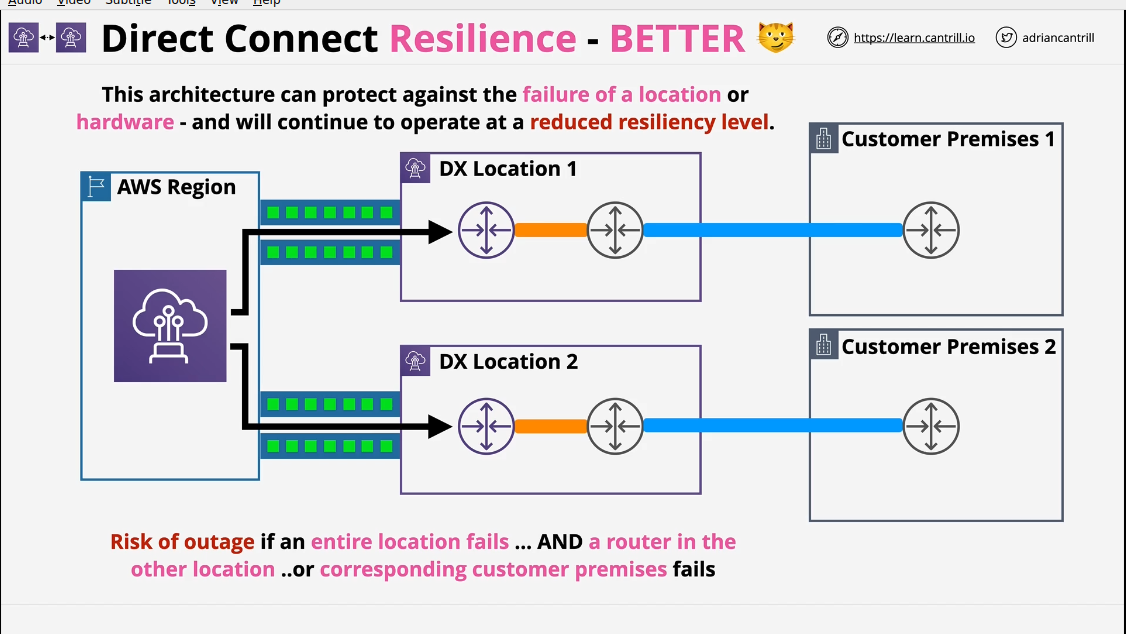 Audio Video Subtitle Tools View Help
Direct Connect Resilience - BETTER
https://learn.cantrill.io
adriancantrill
This architecture can protect against the failure of a location or
hardware - and will continue to operate at a reduced resiliency level.
AWS Region
DX Location 1
Customer Premises 1
DX Location 2
Customer Premises 2
Risk of outage if an entire location fails ... AND a router in the
other location ..or corresponding customer premises fails